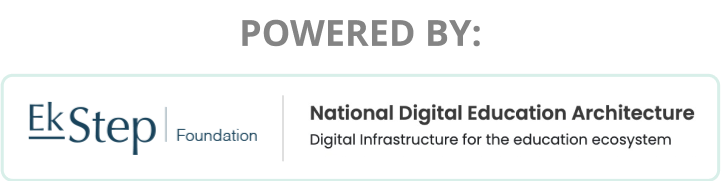 POWERED BY:
EkStep Foundation
National Digital Education Architecture
Digital Infrastructure for the education ecosystem